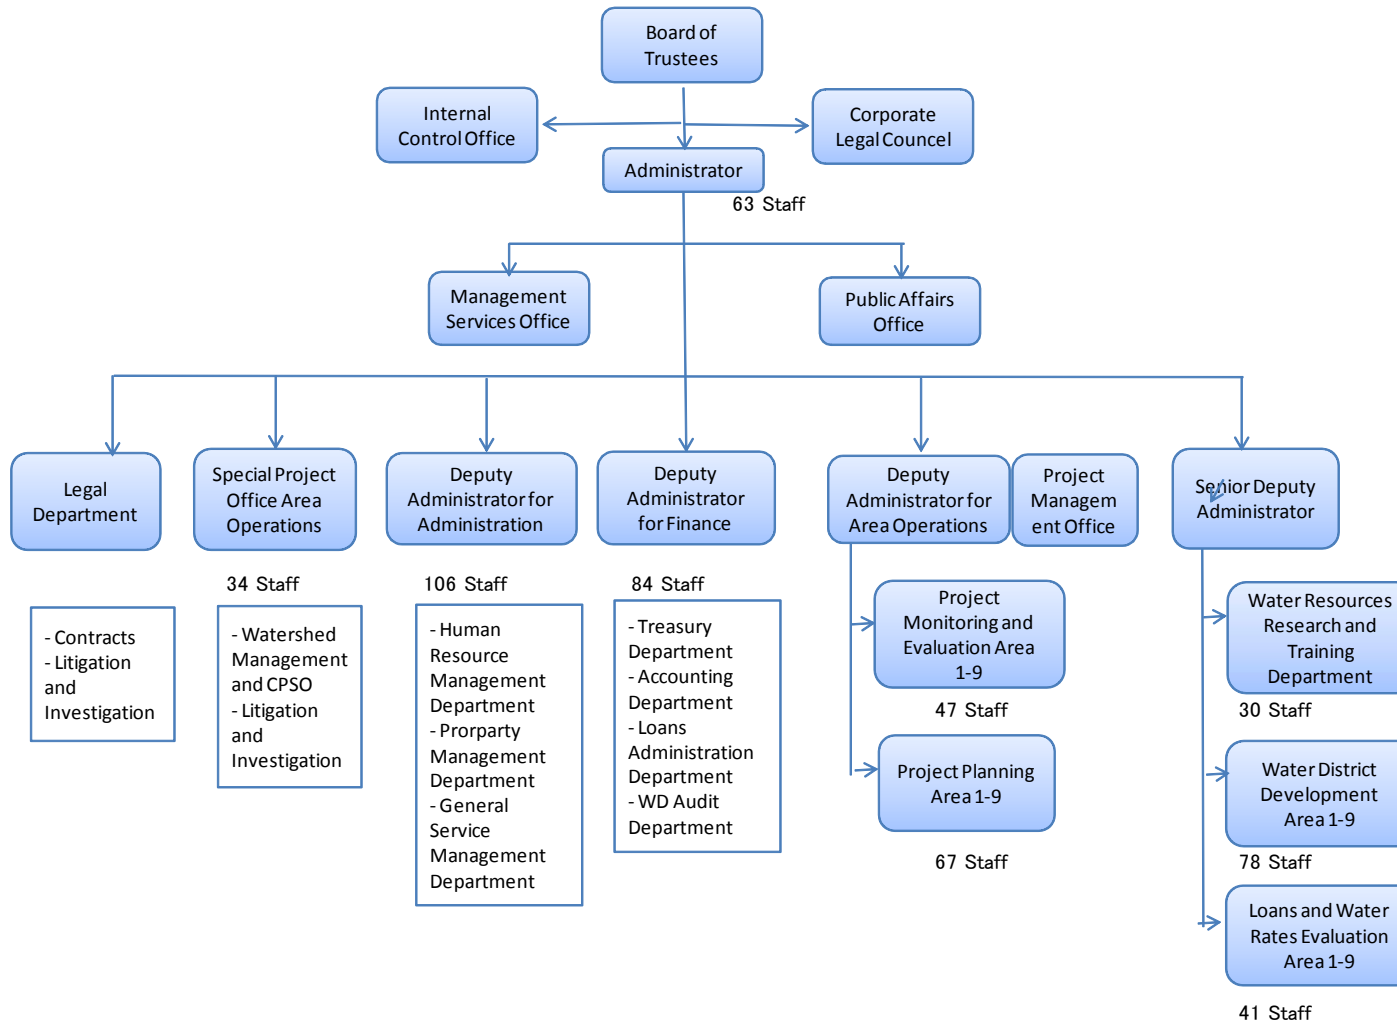 Board of
Trustees
Internal
Control Office
Corporate
Legal Councel
Administrator
63 Staff
Management
Services Office
Public Affairs
Office
Legal
Department
Special Project
Office Area
Operations
Deputy
Administrator for
Administration
Deputy
Administrator
for Finance
Deputy
Administrator for
Area Operations
Project
Managem
ent Office
Senior Deputy
Administrator
34 Staff
106 Staff
84 Staff
- Contracts
- Litigation
and
Investigation
- Watershed
Management
and CPSO
- Litigation
and
Investigation
- Human
Resource
Management
Department
- Prorparty
Management
Department
- General
Service
Management
Department
- Treasury
Department
- Accounting
Department
- Loans
Administration
Department
- WD Audit
Department
Project
Monitoring and
Evaluation Area
1-9
47 Staff
Project Planning
Area 1-9
67 Staff
Water Resources
Research and
Training
Department
30 Staff
Water District
Development
Area 1-9
78 Staff
Loans and Water
Rates Evaluation
Area 1-9
41 Staff